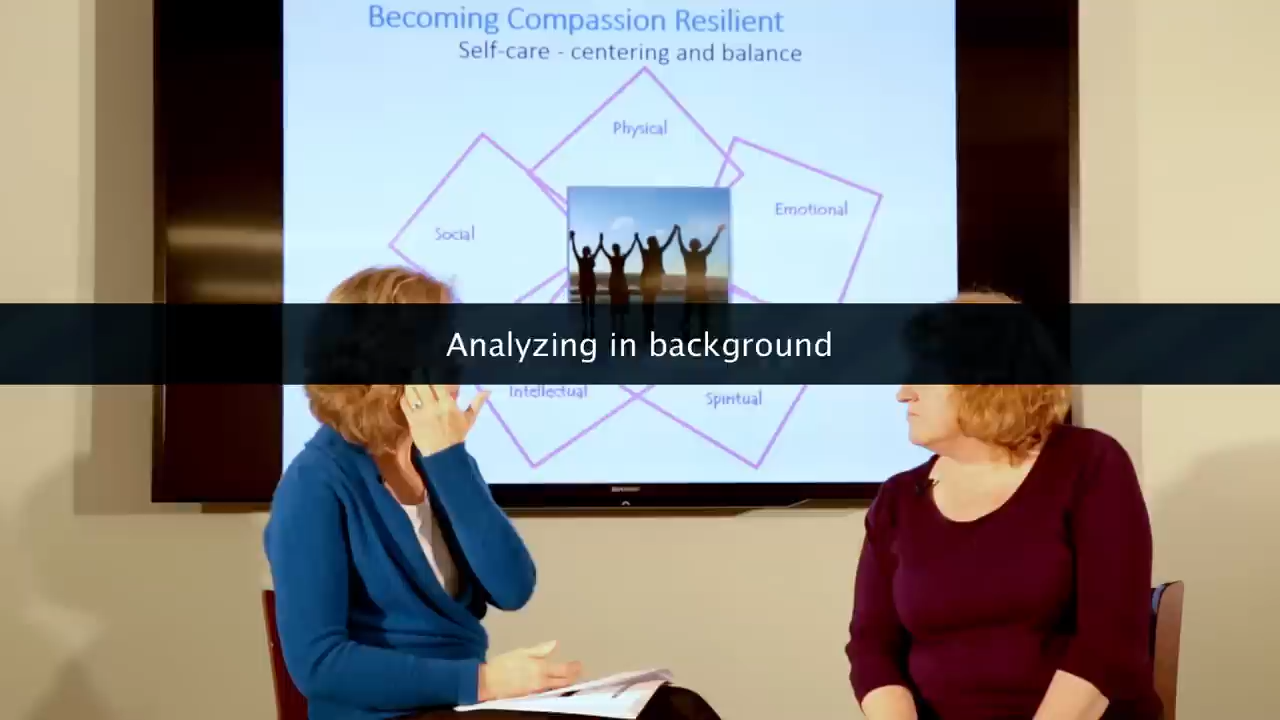 Becoming Compassion Resilient
Self-care - centering and balance
Physical
Emotional
Social
Analyzing in background
Intellectual
Spiritual